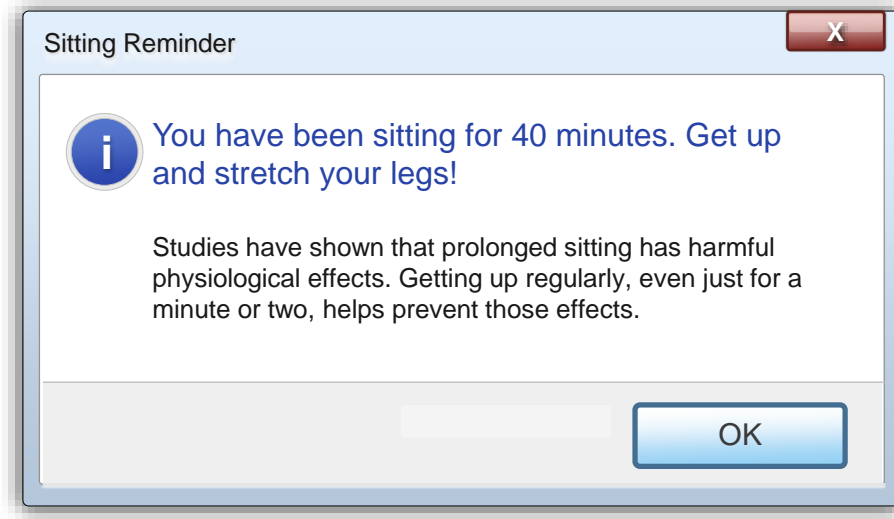 Sitting Reminder
X
i
You have been sitting for 40 minutes. Get up
and stretch your legs!
Studies have shown that prolonged sitting has harmful
physiological effects. Getting up regularly, even just for a
minute or two, helps prevent those effects.
OK